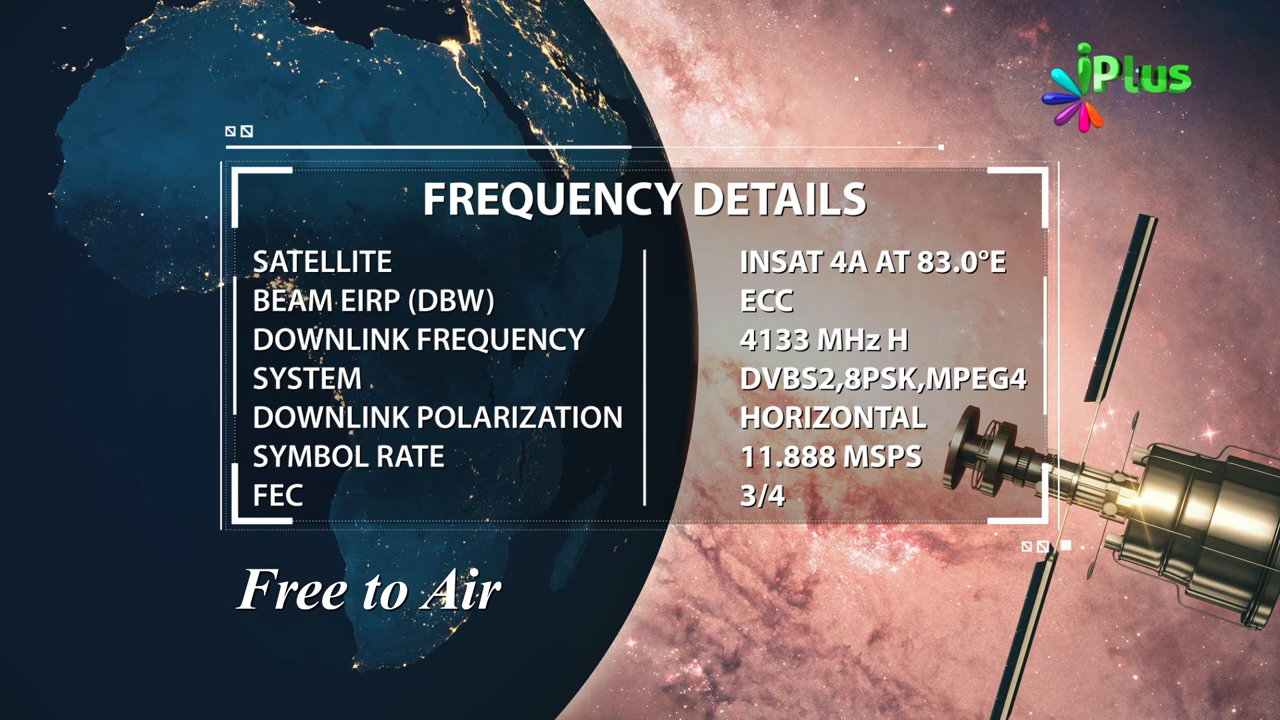 iPlus
FREQUENCY DETAILS
SATELLITE INSAT 4A AT 83.0°E
BEAM EIRP (DBW) ECC
DOWNLINK FREQUENCY 4133 MHz H
SYSTEM DVBS2,8PSK,MPEG4
DOWNLINK POLARIZATION HORIZONTAL
SYMBOL RATE 11.888 MSPS
FEC 3/4
Free to Air